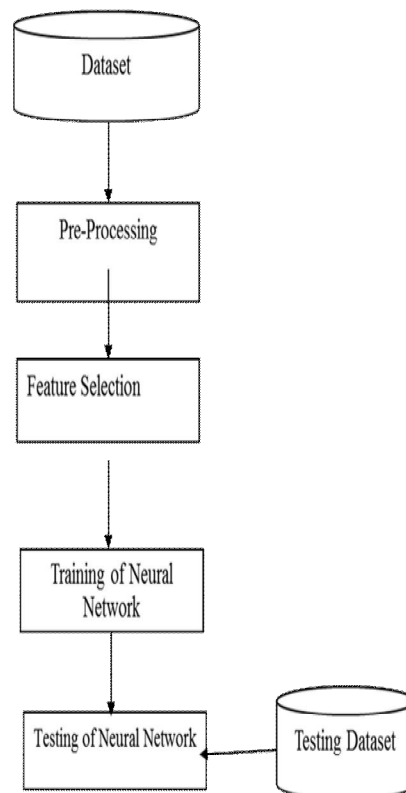 Dataset
Pre-Processing
Feature Selection
Training of Neural
Network
Testing of Neural Network
Testing Dataset